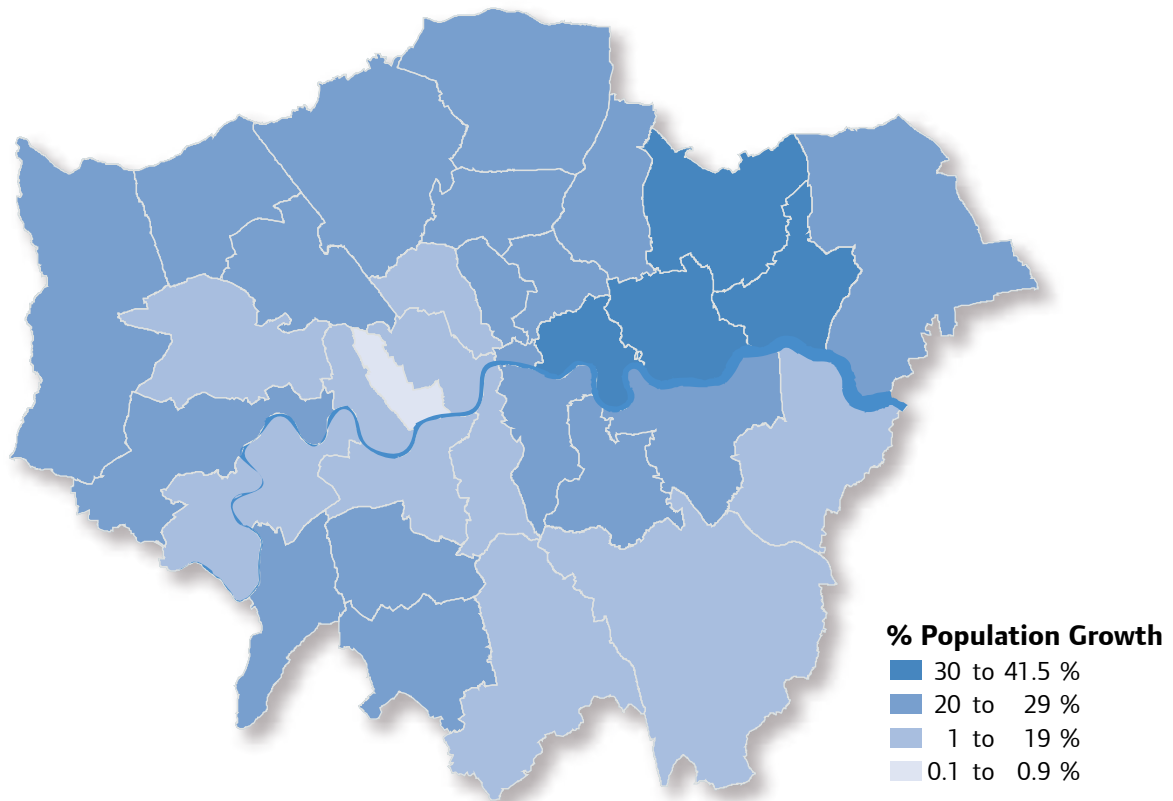 % Population Growth
30 to 41.5 %
20 to 29 %
1 to 19 %
0.1 to 0.9 %